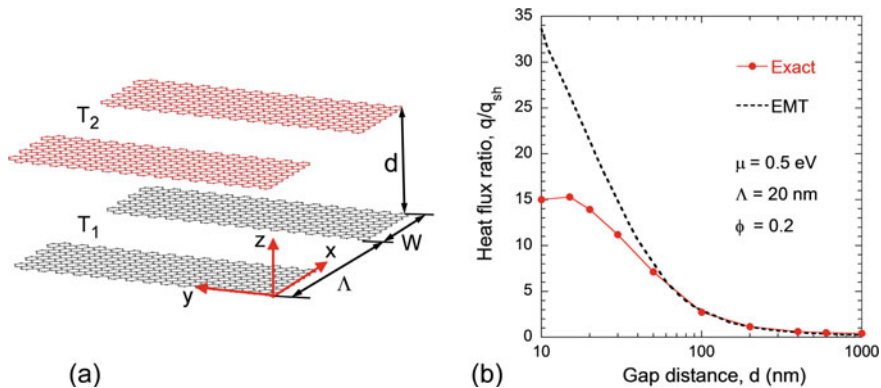 T2
T1
d
W
Λ
z
x
y
(a)
Heat flux ratio, q/qsh
35
30
25
20
15
10
5
0
Exact
EMT
μ = 0.5 eV
Λ = 20 nm
ϕ = 0.2
10
100
1000
Gap distance, d (nm)
(b)